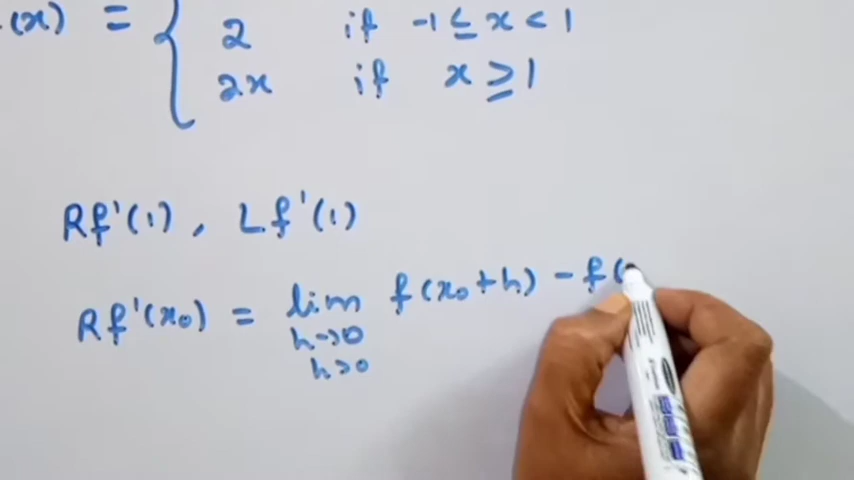 (x) = { 2 if -1 ≤ x < 1
2x if x ≥ 1
Rf'(1) , Lf'(1)
Rf'(x₀) = lim f(x₀+h) - f(
h→0
h>0